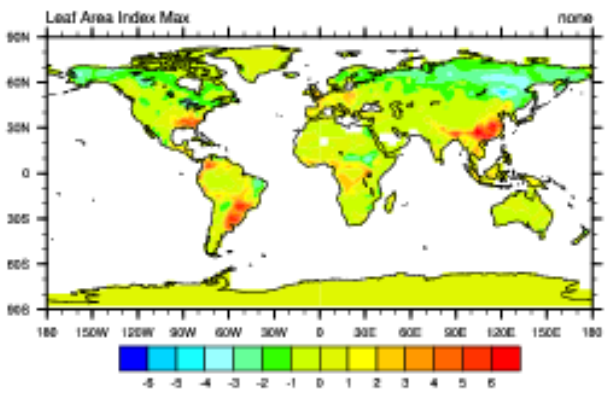 Leaf Area Index Max none
90N
60N
30N
0
30S
60S
90S
180 150W 120W 90W 60W 30W 0 30E 60E 90E 120E 150E 180
-6 -5 -4 -3 -2 -1 0 1 2 3 4 5 6